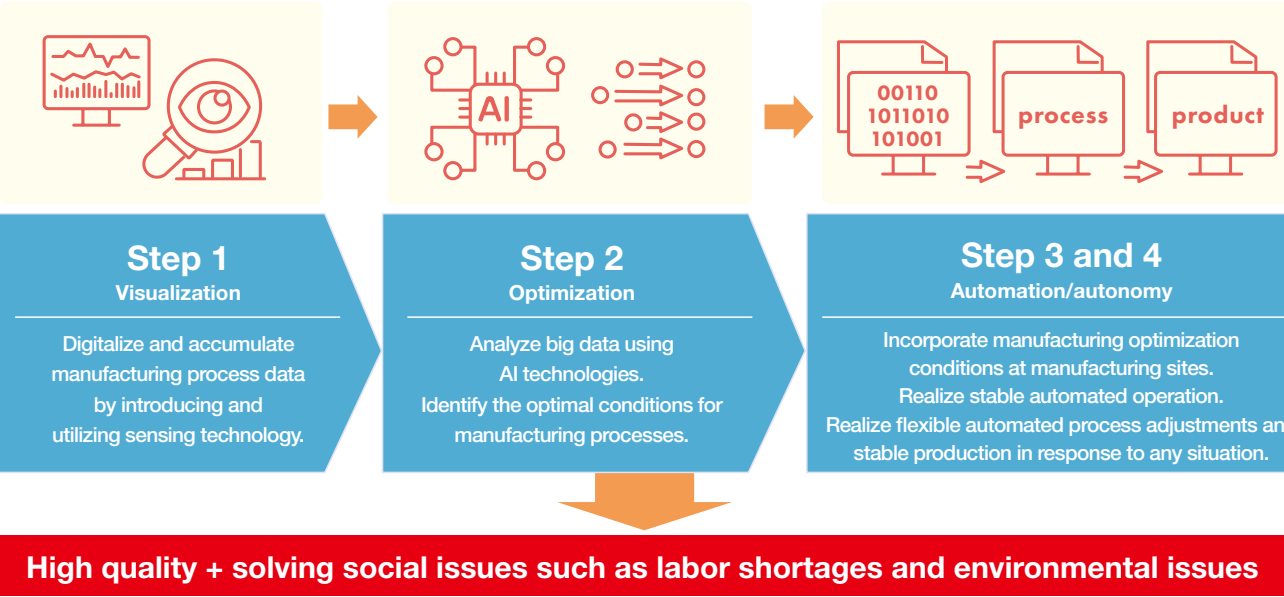 AI
00110
1011010
101001
process
product
Step 1
Visualization
Digitalize and accumulate
manufacturing process data
by introducing and
utilizing sensing technology.
Step 2
Optimization
Analyze big data using
AI technologies.
Identify the optimal conditions for
manufacturing processes.
Step 3 and 4
Automation/autonomy
Incorporate manufacturing optimization
conditions at manufacturing sites.
Realize stable automated operation.
Realize flexible automated process adjustments an
stable production in response to any situation.
High quality + solving social issues such as labor shortages and environmental issues